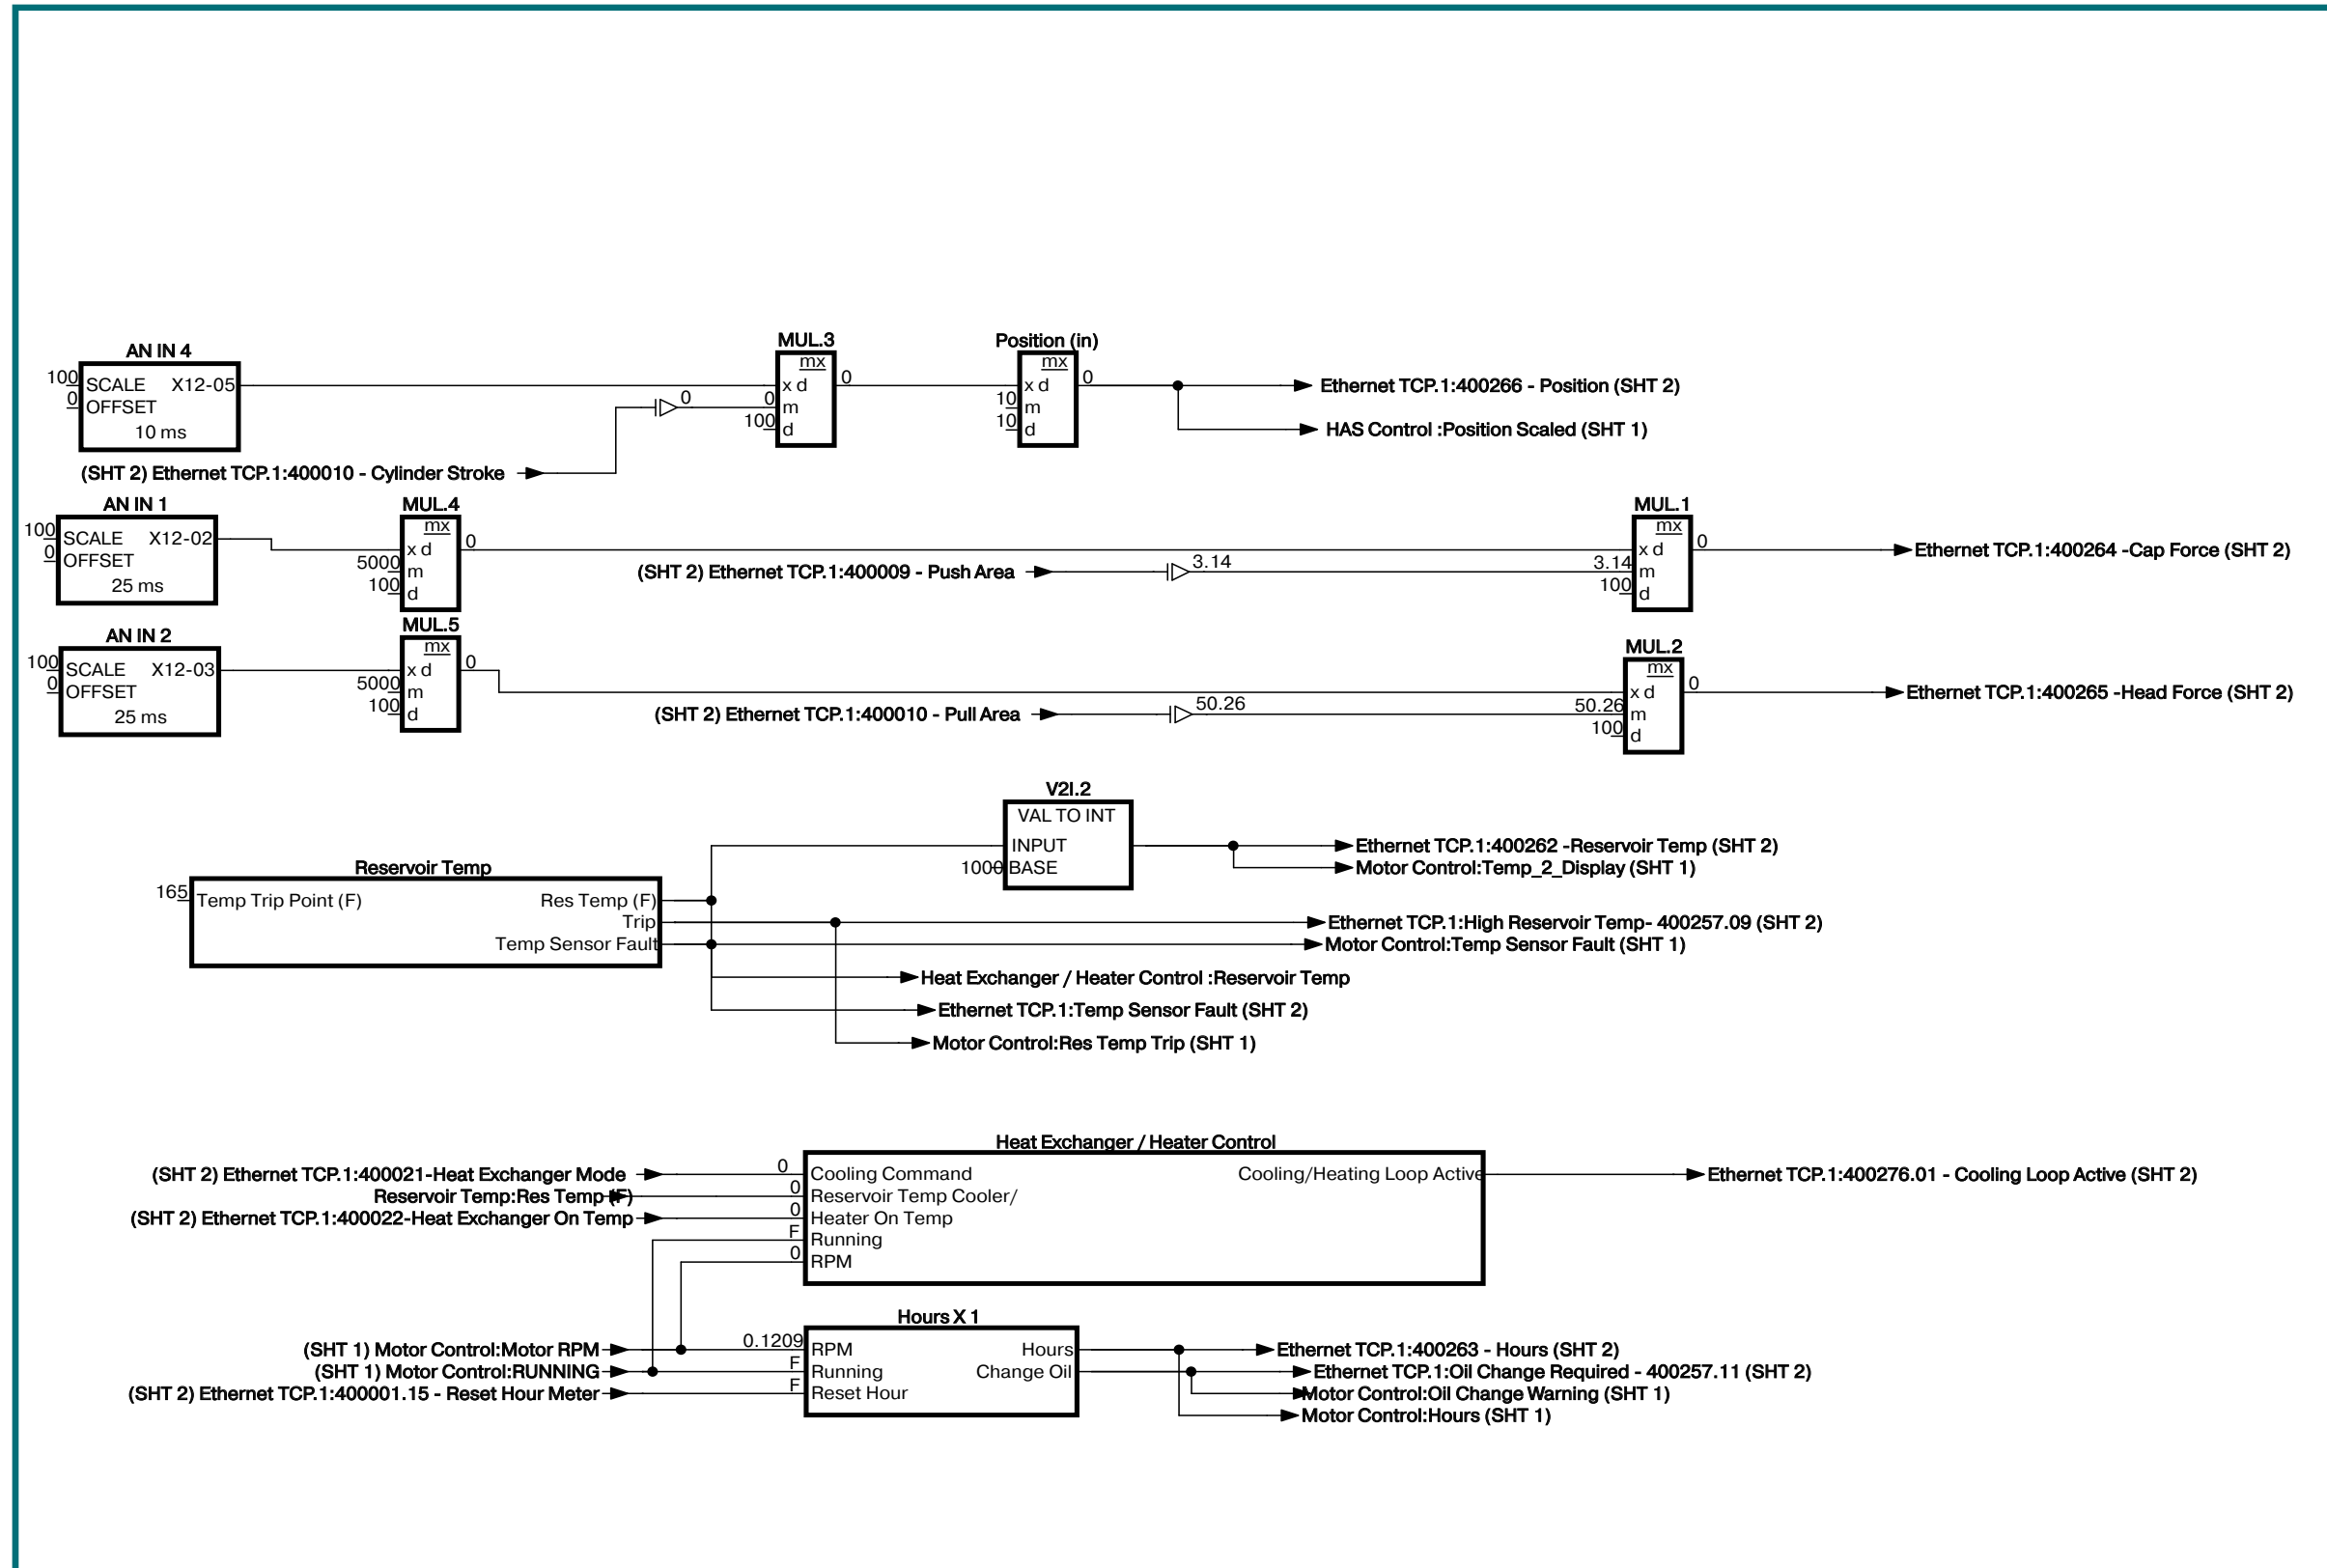 MUL.3
Position (in)
AN IN 4
mx
mx
100 SCALE X12-05
x d 0
x d 0
Ethernet TCP.1:400266 - Position (SHT 2)
0 OFFSET
0
0 m
10 m
10 ms
100 d
10 d
HAS Control :Position Scaled (SHT 1)
(SHT 2) Ethernet TCP.1:400010 - Cylinder Stroke
AN IN 1
MUL.4
MUL.1
mx
mx
100 SCALE X12-02
x d 0
x d 0
Ethernet TCP.1:400264 -Cap Force (SHT 2)
0 OFFSET
5000 m
(SHT 2) Ethernet TCP.1:400009 - Push Area
3.14
3.14 m
25 ms
100 d
100 d
AN IN 2
MUL.5
MUL.2
mx
mx
100 SCALE X12-03
x d 0
x d 0
Ethernet TCP.1:400265 -Head Force (SHT 2)
0 OFFSET
5000 m
(SHT 2) Ethernet TCP.1:400010 - Pull Area
50.26
50.26 m
25 ms
100 d
100 d
V2I.2
VAL TO INT
INPUT
Ethernet TCP.1:400262 -Reservoir Temp (SHT 2)
1000 BASE
Motor Control:Temp_2_Display (SHT 1)
Reservoir Temp
165 Temp Trip Point (F) Res Temp (F)
Trip
Ethernet TCP.1:High Reservoir Temp- 400257.09 (SHT 2)
Temp Sensor Fault
Motor Control:Temp Sensor Fault (SHT 1)
Heat Exchanger / Heater Control :Reservoir Temp
Ethernet TCP.1:Temp Sensor Fault (SHT 2)
Motor Control:Res Temp Trip (SHT 1)
Heat Exchanger / Heater Control
(SHT 2) Ethernet TCP.1:400021-Heat Exchanger Mode
0 Cooling Command
Cooling/Heating Loop Active
Ethernet TCP.1:400276.01 - Cooling Loop Active (SHT 2)
Reservoir Temp:Res Temp (F)
0 Reservoir Temp Cooler/
(SHT 2) Ethernet TCP.1:400022-Heat Exchanger On Temp
0 Heater On Temp
F Running
0 RPM
Hours X 1
(SHT 1) Motor Control:Motor RPM
0.1209 RPM
Hours
Ethernet TCP.1:400263 - Hours (SHT 2)
(SHT 1) Motor Control:RUNNING
F Running
Change Oil
Ethernet TCP.1:Oil Change Required - 400257.11 (SHT 2)
(SHT 2) Ethernet TCP.1:400001.15 - Reset Hour Meter
F Reset Hour
Motor Control:Oil Change Warning (SHT 1)
Motor Control:Hours (SHT 1)